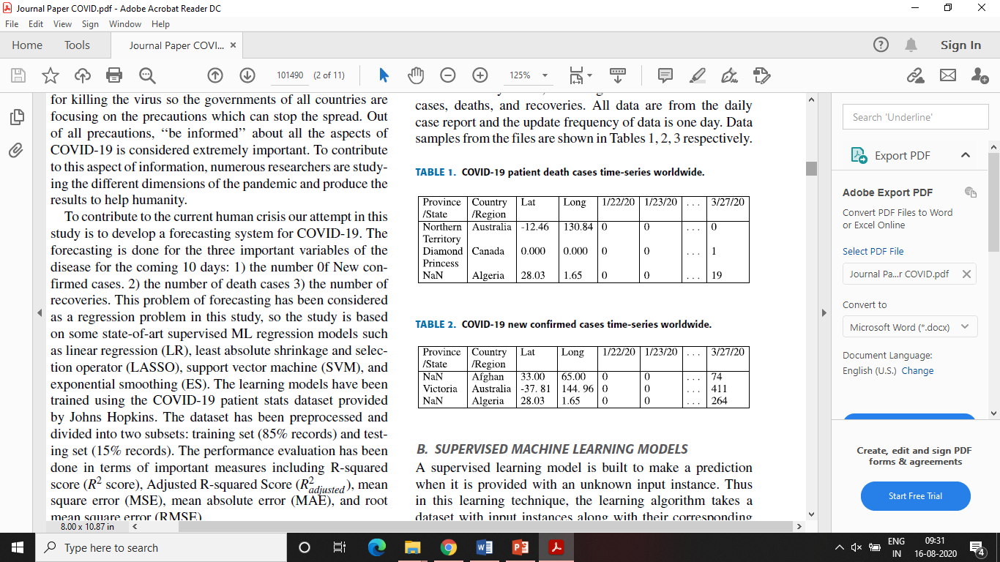 Journal Paper COVID.pdf - Adobe Acrobat Reader DC
File Edit View Sign Window Help
Home Tools Journal Paper COVI... × Sign In
101490 (2 of 11) 125%
for killing the virus so the governments of all countries are
focusing on the precautions which can stop the spread. Out
of all precautions, ‘‘be informed’’ about all the aspects of
COVID-19 is considered extremely important. To contribute
to this aspect of information, numerous researchers are study-
ing the different dimensions of the pandemic and produce the
results to help humanity.
To contribute to the current human crisis our attempt in this
study is to develop a forecasting system for COVID-19. The
forecasting is done for the three important variables of the
disease for the coming 10 days: 1) the number 0f New con-
firmed cases. 2) the number of death cases 3) the number of
recoveries. This problem of forecasting has been considered
as a regression problem in this study, so the study is based
on some state-of-art supervised ML regression models such
as linear regression (LR), least absolute shrinkage and selec-
tion operator (LASSO), support vector machine (SVM), and
exponential smoothing (ES). The learning models have been
trained using the COVID-19 patient stats dataset provided
by Johns Hopkins. The dataset has been preprocessed and
divided into two subsets: training set (85% records) and test-
ing set (15% records). The performance evaluation has been
done in terms of important measures including R-squared
score (R² score), Adjusted R-squared Score (R²adjusted), mean
square error (MSE), mean absolute error (MAE), and root
mean square error (RMSE)
8.00 x 10.87 in
cases, deaths, and recoveries. All data are from the daily
case report and the update frequency of data is one day. Data
samples from the files are shown in Tables 1, 2, 3 respectively.
TABLE 1. COVID-19 patient death cases time-series worldwide.
Province Country Lat Long 1/22/20 1/23/20 . . . 3/27/20
/State /Region
Northern Australia -12.46 130.84 0 0 . . . 0
Territory
Diamond Canada 0.000 0.000 0 0 . . . 1
Princess
NaN Algeria 28.03 1.65 0 0 . . . 19
TABLE 2. COVID-19 new confirmed cases time-series worldwide.
Province Country Lat Long 1/22/20 1/23/20 . . . 3/27/20
/State /Region
NaN Afghan 33.00 65.00 0 0 . . . 74
Victoria Australia -37. 81 144. 96 0 0 . . . 411
NaN Algeria 28.03 1.65 0 0 . . . 264
B. SUPERVISED MACHINE LEARNING MODELS
A supervised learning model is built to make a prediction
when it is provided with an unknown input instance. Thus
in this learning technique, the learning algorithm takes a
dataset with input instances along with their corresponding
Search 'Underline'
Export PDF
Adobe Export PDF
Convert PDF Files to Word
or Excel Online
Select PDF File
Journal Pa...r COVID.pdf
Convert to
Microsoft Word (*.docx)
Document Language:
English (U.S.) Change
Create, edit and sign PDF
forms & agreements
Start Free Trial
Type here to search
ENG 09:31
IN 16-08-2020
4